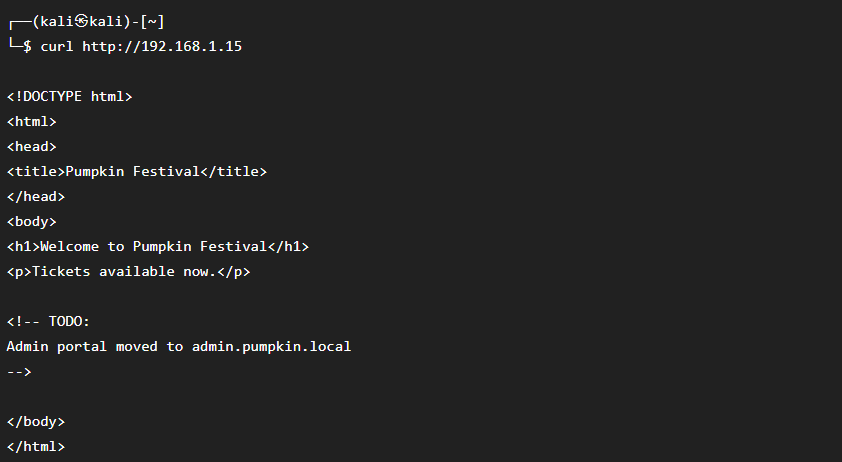 ┌──(kali㉿kali)-[~]
└─$ curl http://192.168.1.15
<!DOCTYPE html>
<html>
<head>
<title>Pumpkin Festival</title>
</head>
<body>
<h1>Welcome to Pumpkin Festival</h1>
<p>Tickets available now.</p>
<!-- TODO:
Admin portal moved to admin.pumpkin.local
-->
</body>
</html>